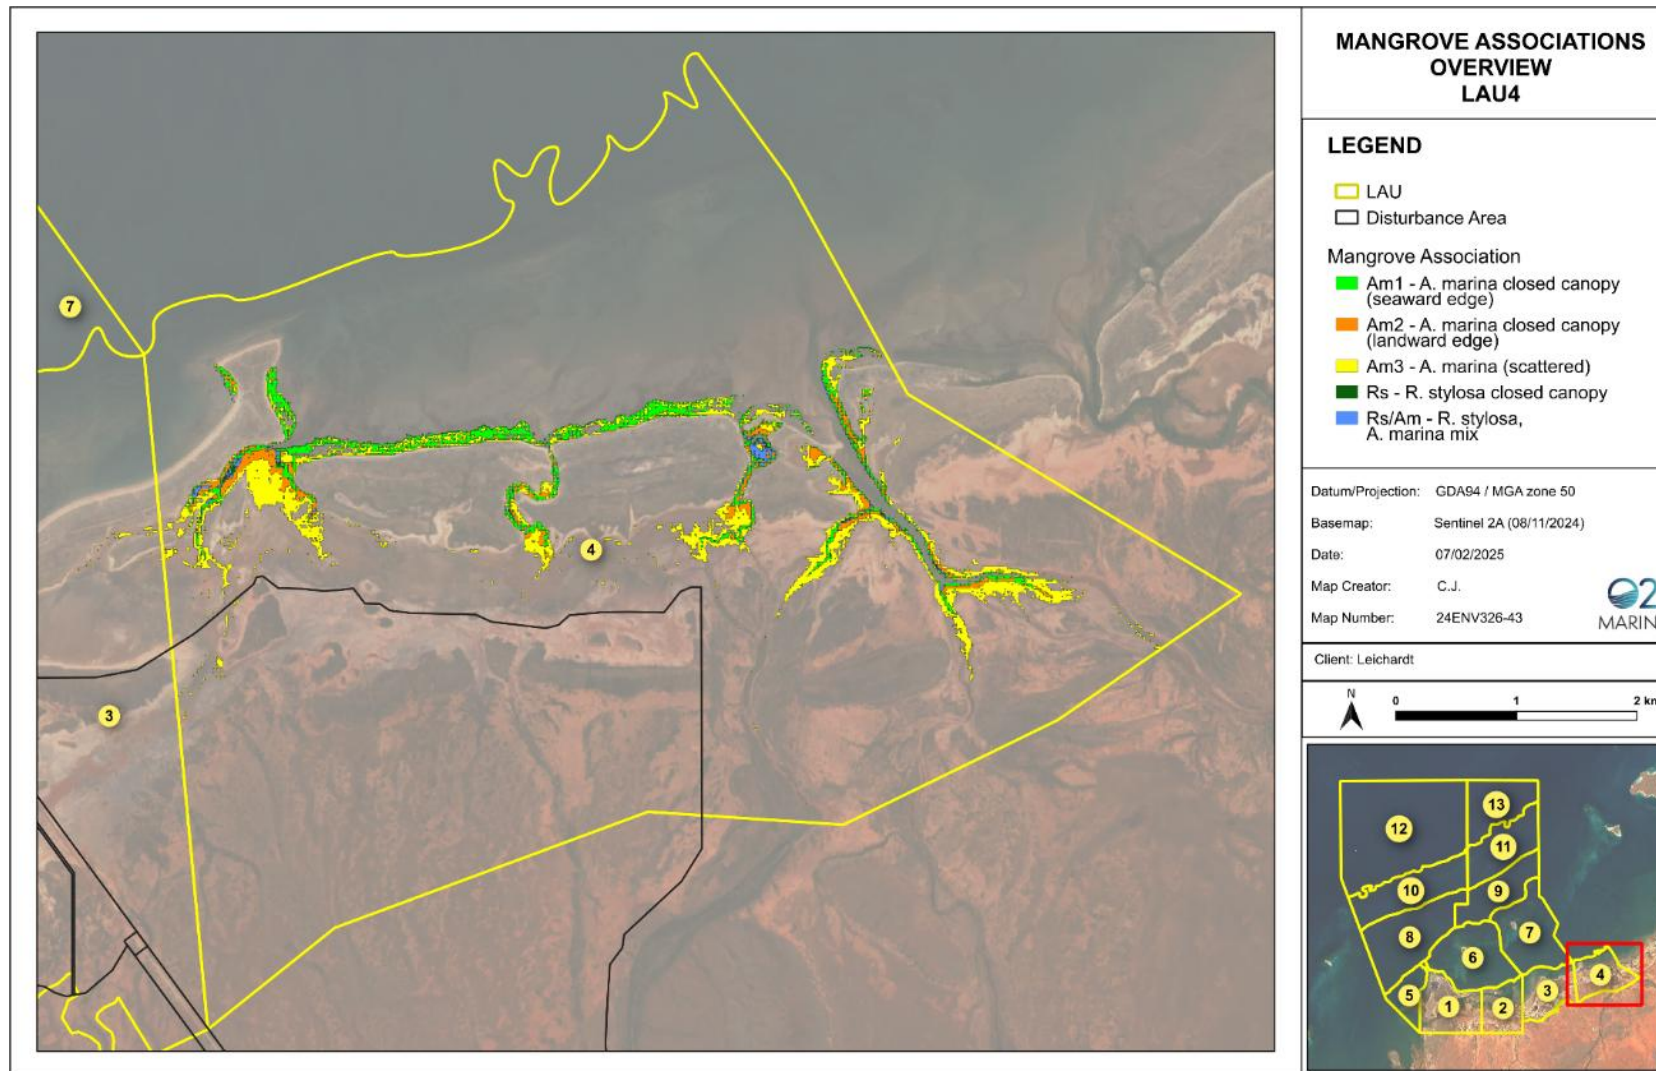 MANGROVE ASSOCIATIONS
OVERVIEW
LAU4
LEGEND
LAU
Disturbance Area
Mangrove Association
Am1 - A. marina closed canopy
(seaward edge)
Am2 - A. marina closed canopy
(landward edge)
Am3 - A. marina (scattered)
Rs - R. stylosa closed canopy
Rs/Am - R. stylosa,
A. marina mix
Datum/Projection: GDA94 / MGA zone 50
Basemap: Sentinel 2A (08/11/2024)
Date: 07/02/2025
Map Creator: C.J.
Map Number: 24ENV326-43
O2
MARIN
Client: Leichardt
N
0 1 2 km
7
4
3
13
12
11
10
9
8
7
6
4
5
3
1
2